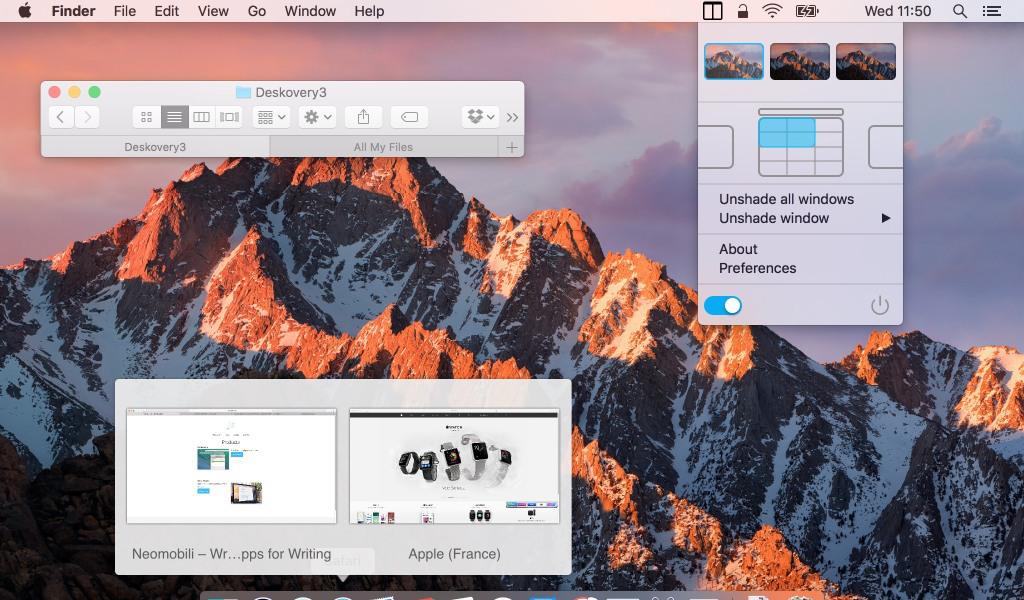 Finder File Edit View Go Window Help Wed 11:50
Deskovery3
Deskovery3 All My Files
Unshade all windows
Unshade window
About
Preferences
Products
Neomobili – Wr…pps for Writing Apple (France)
Safari